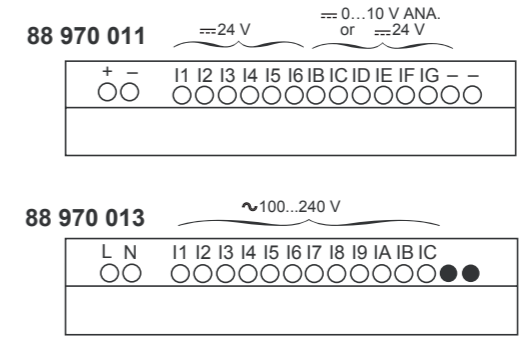 ⎓ 0...10 V ANA.
or ⎓24 V
88 970 011 ⎓24 V
+ – I1 I2 I3 I4 I5 I6 IB IC ID IE IF IG – –
88 970 013 ∿100...240 V
L N I1 I2 I3 I4 I5 I6 I7 I8 I9 IA IB IC